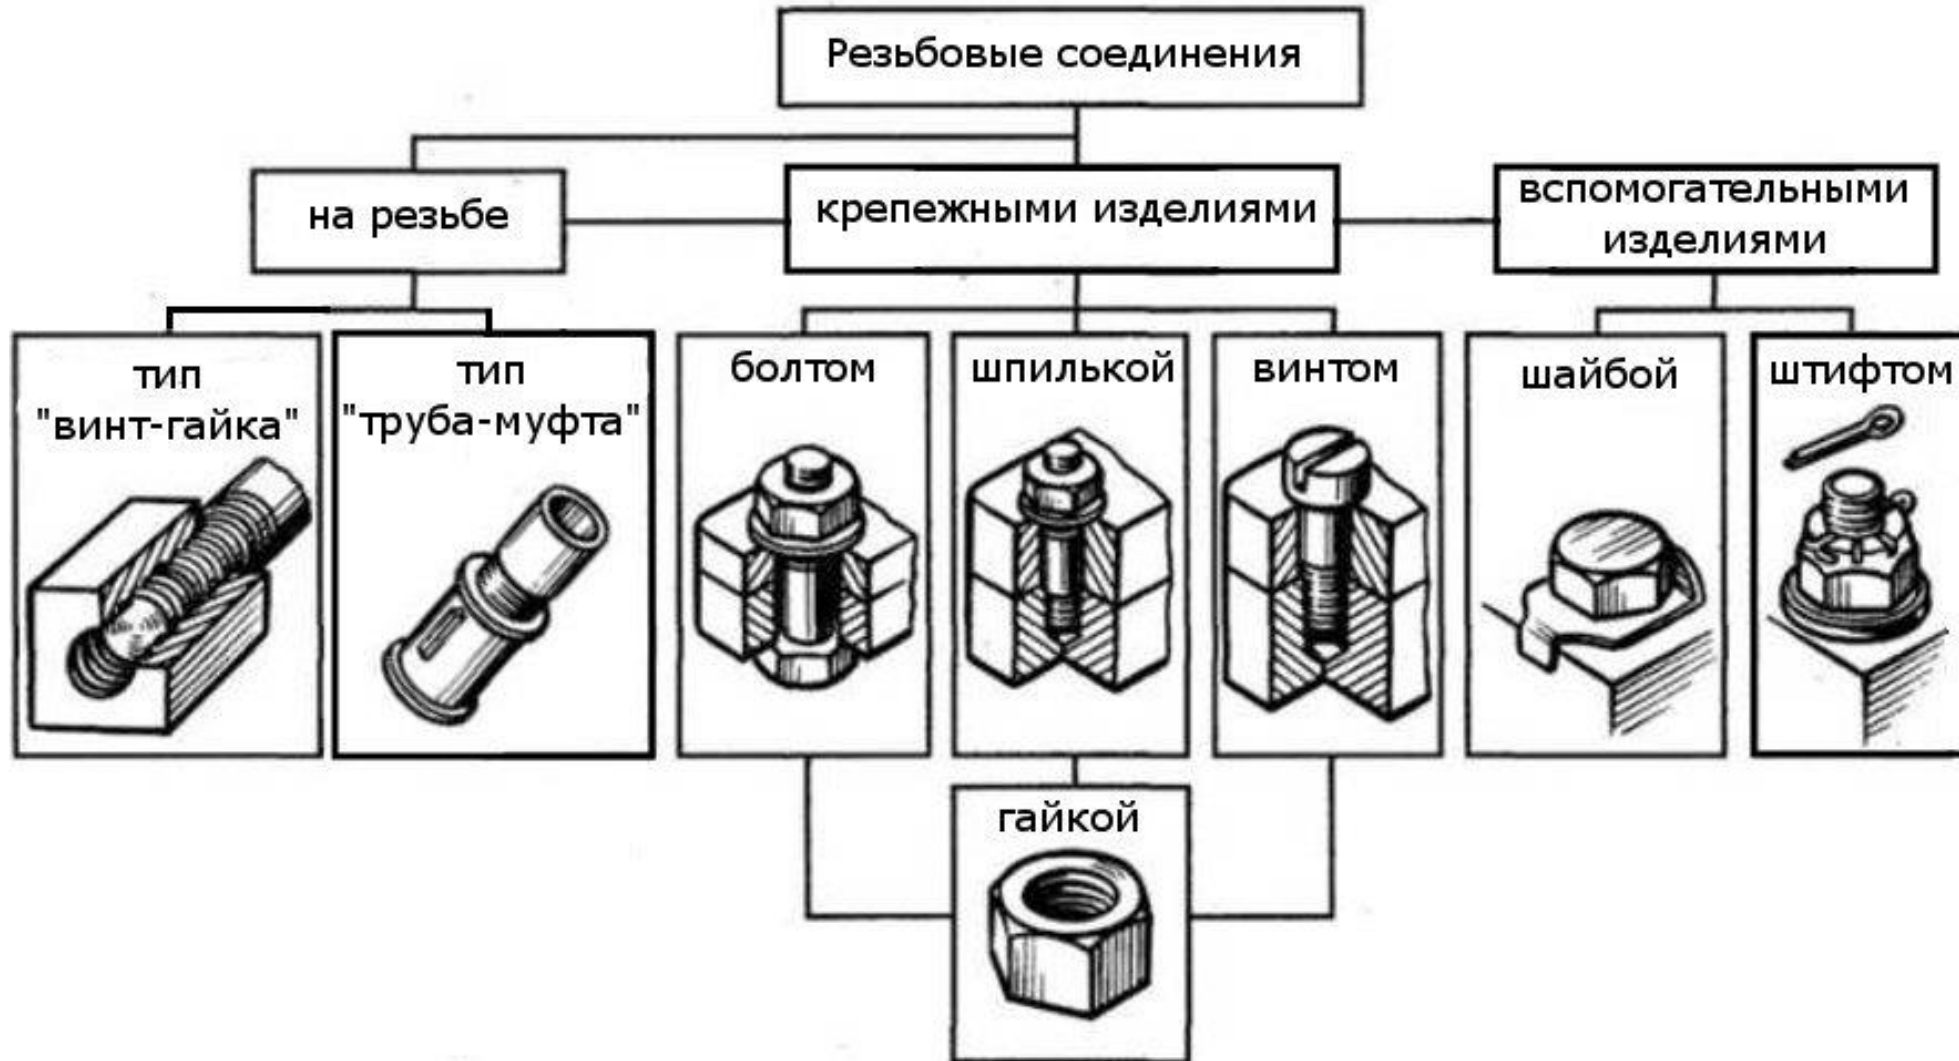 Резьбовые соединения
на резьбе
крепежными изделиями
вспомогательными
изделиями
тип
"винт-гайка"
тип
"труба-муфта"
болтом
шпилькой
винтом
шайбой
штифтом
гайкой